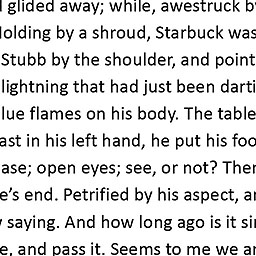 glided away; while, awestruck
olding by a shroud, Starbuck was
Stubb by the shoulder, and point
lightning that had just been darti
lue flames on his body. The table
ast in his left hand, he put his foo
ase; open eyes; see, or not? Ther
e's end. Petrified by his aspect, a
saying. And how long ago is it si
e, and pass it. Seems to me we a